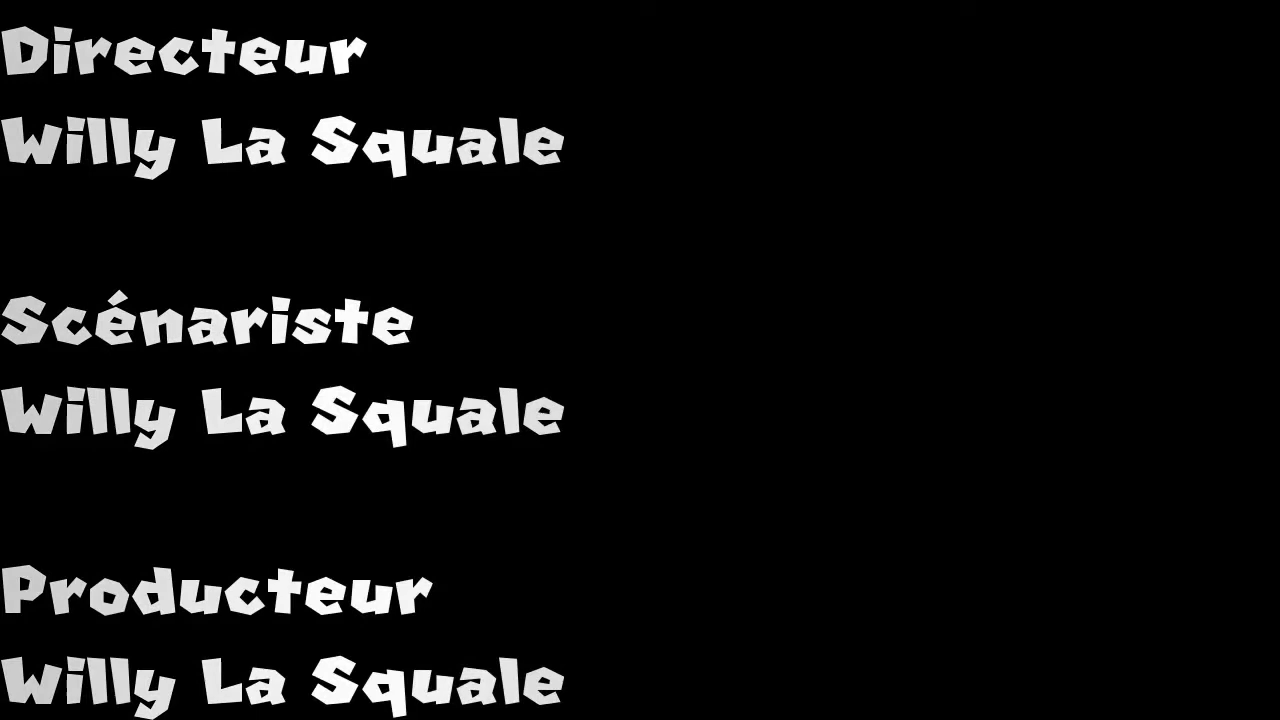 Directeur
Willy La Squale
Scénariste
Willy La Squale
Producteur
Willy La Squale